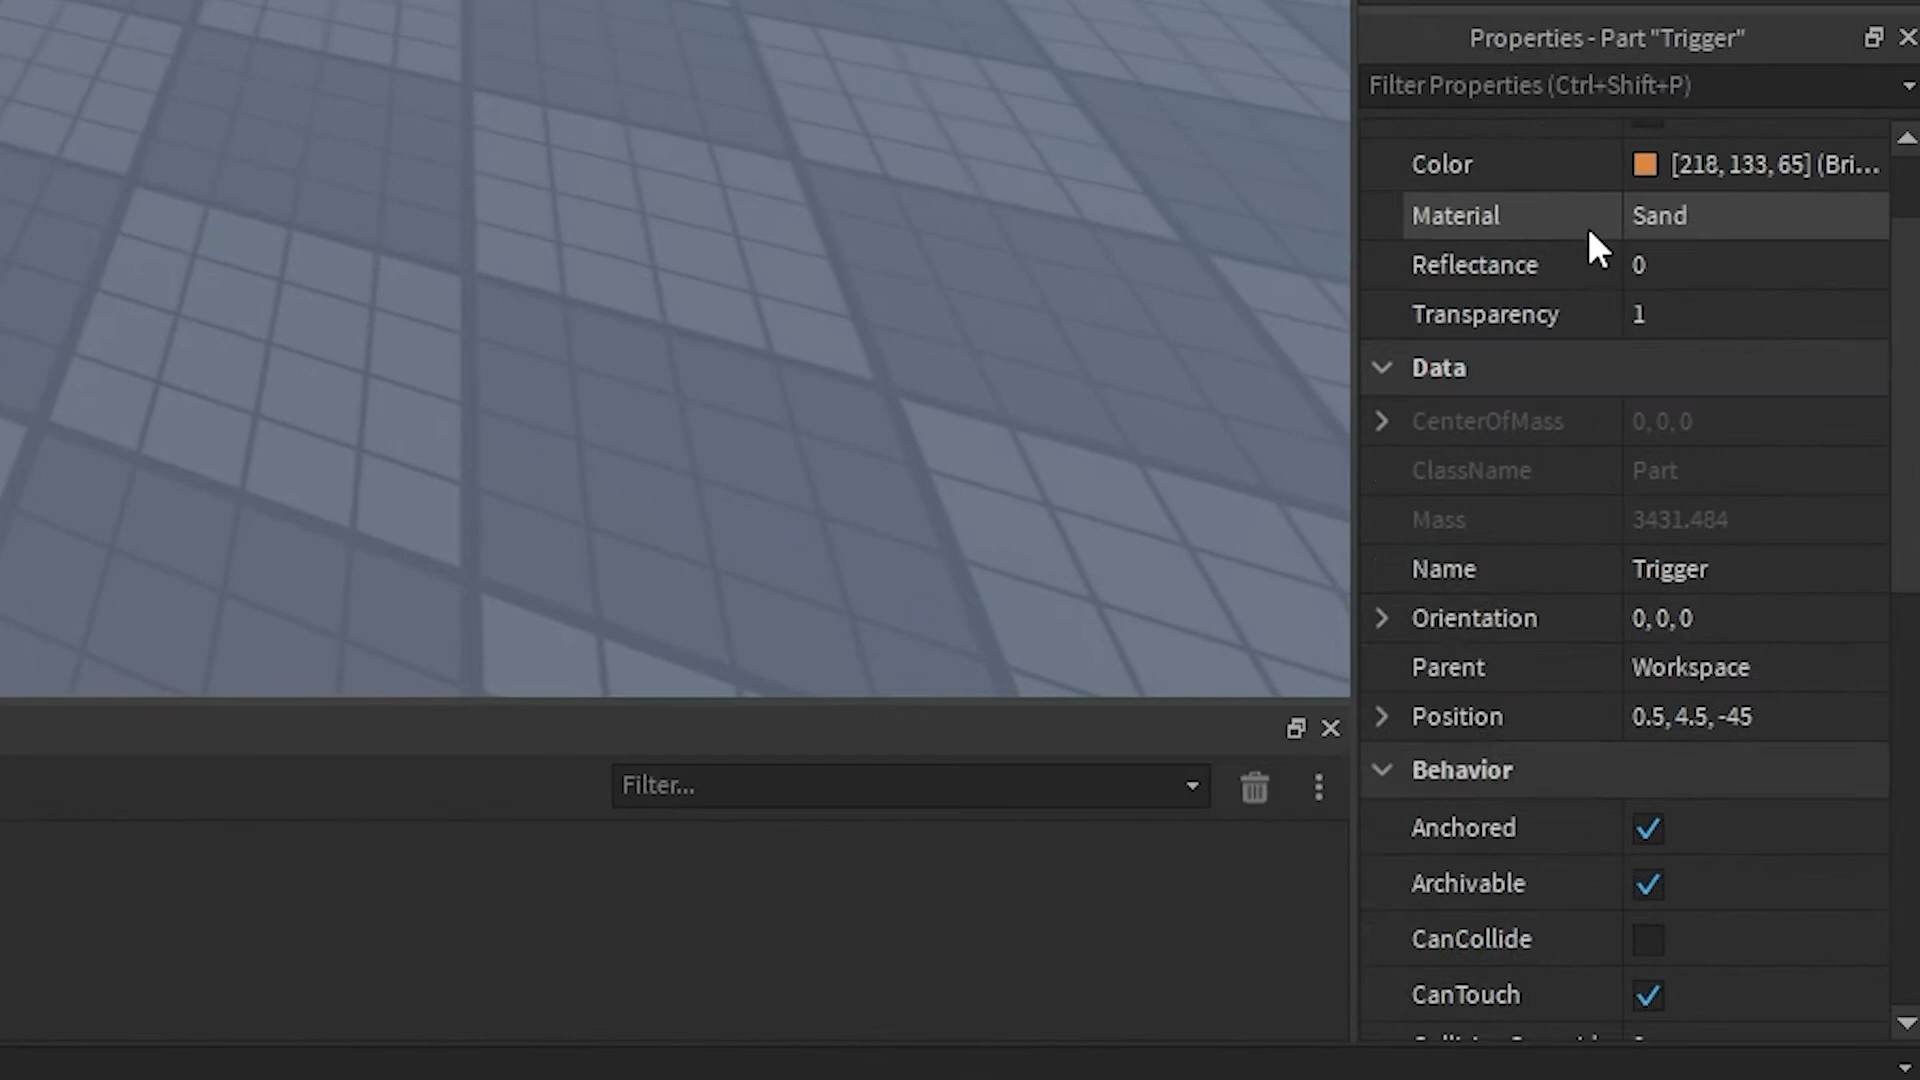 Properties - Part "Trigger"
Filter Properties (Ctrl+Shift+P)
Color [218, 133, 65] (Bri...
Material Sand
Reflectance 0
Transparency 1
Data
CenterOfMass 0, 0, 0
ClassName Part
Mass 3431.484
Name Trigger
Orientation 0, 0, 0
Parent Workspace
Position 0.5, 4.5, -45
Filter...
Behavior
Anchored
Archivable
CanCollide
CanTouch